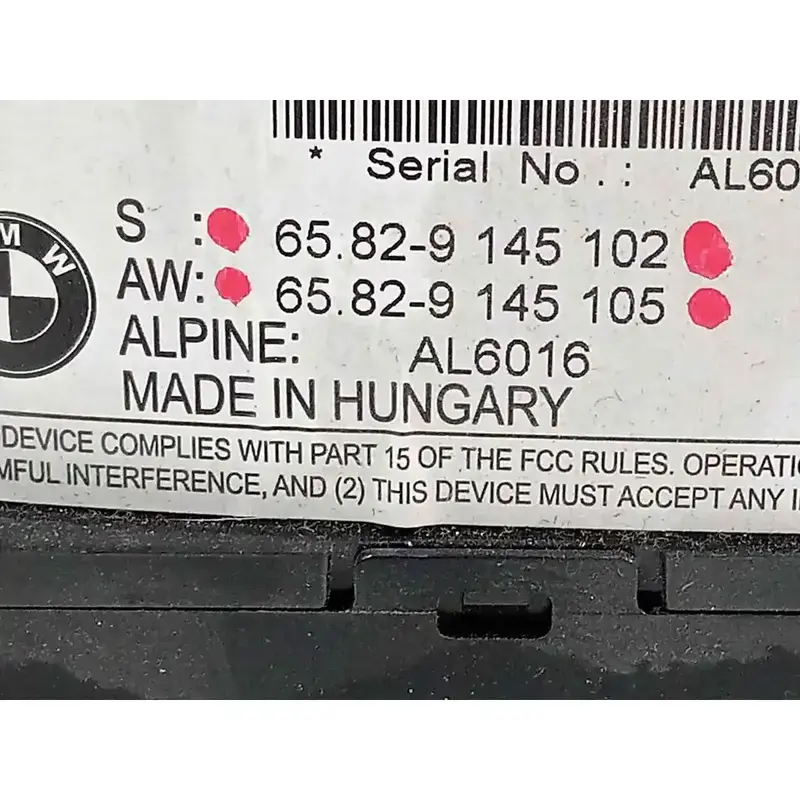 * Serial No.: AL60
S : 65.82-9 145 102
AW: 65.82-9 145 105
M W
ALPINE: AL6016
MADE IN HUNGARY
DEVICE COMPLIES WITH PART 15 OF THE FCC RULES. OPERATI
MFUL INTERFERENCE, AND (2) THIS DEVICE MUST ACCEPT ANY I